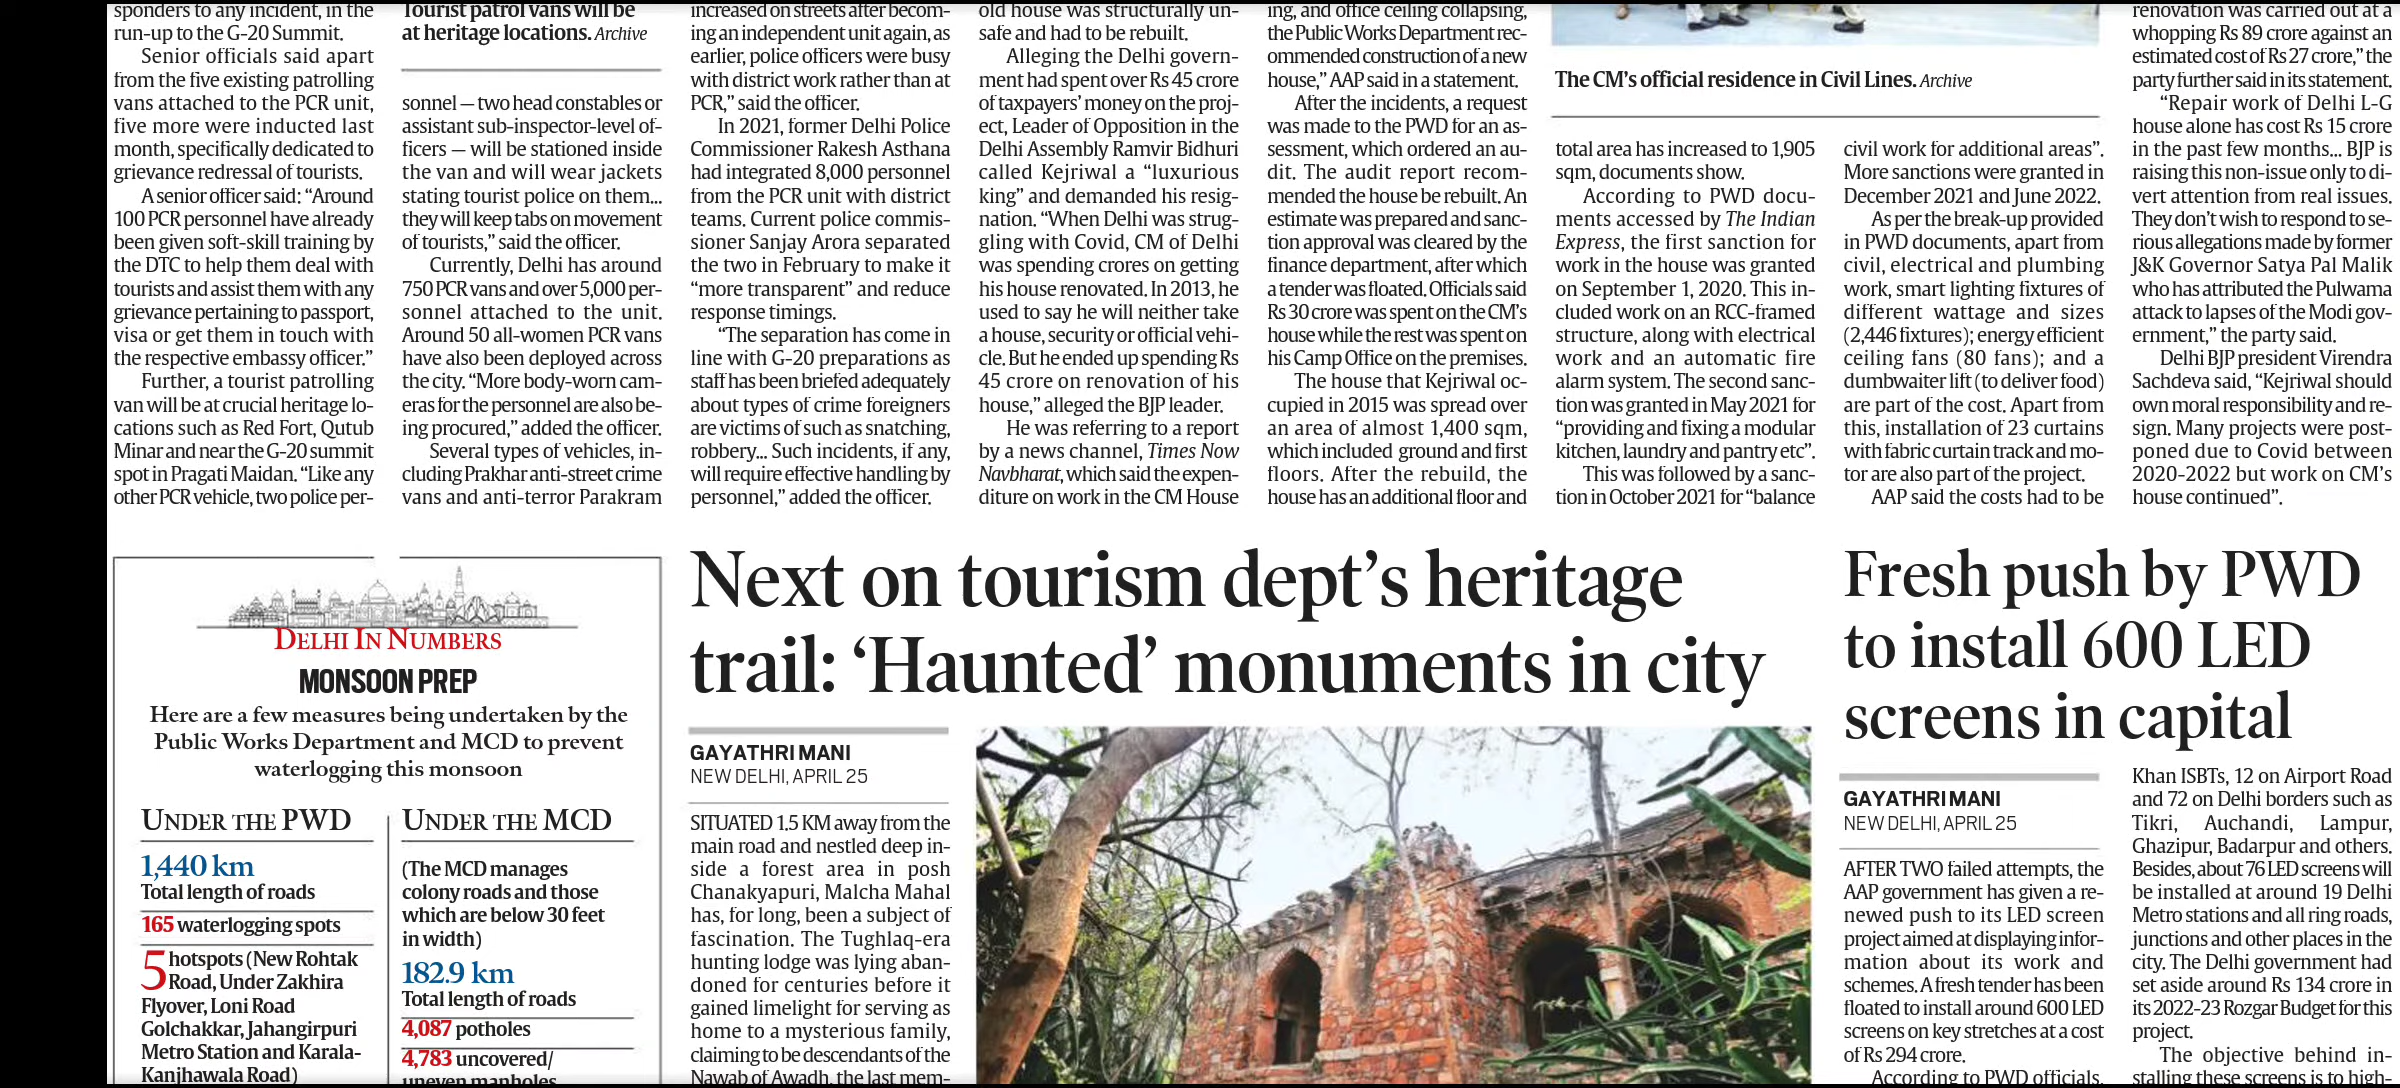 sponders to any incident, in the
run-up to the G-20 Summit.
Senior officials said apart
from the five existing patrolling
vans attached to the PCR unit,
five more were inducted last
month, specifically dedicated to
grievance redressal of tourists.
A senior officer said: “Around
100 PCR personnel have already
been given soft-skill training by
the DTC to help them deal with
tourists and assist them with any
grievance pertaining to passport,
visa or get them in touch with
the respective embassy officer.”
Further, a tourist patrolling
van will be at crucial heritage lo-
cations such as Red Fort, Qutub
Minar and near the G-20 summit
spot in Pragati Maidan. “Like any
other PCR vehicle, two police per-
Tourist patrol vans will be
at heritage locations. Archive
sonnel — two head constables or
assistant sub-inspector-level of-
ficers — will be stationed inside
the van and will wear jackets
stating tourist police on them...
they will keep tabs on movement
of tourists,” said the officer.
Currently, Delhi has around
750 PCR vans and over 5,000 per-
sonnel attached to the unit.
Around 50 all-women PCR vans
have also been deployed across
the city. “More body-worn cam-
eras for the personnel are also be-
ing procured,” added the officer.
Several types of vehicles, in-
cluding Prakhar anti-street crime
vans and anti-terror Parakram
increased on streets after becom-
ing an independent unit again, as
earlier, police officers were busy
with district work rather than at
PCR,” said the officer.
In 2021, former Delhi Police
Commissioner Rakesh Asthana
had integrated 8,000 personnel
from the PCR unit with district
teams. Current police commis-
sioner Sanjay Arora separated
the two in February to make it
“more transparent” and reduce
response timings.
“The separation has come in
line with G-20 preparations as
staff has been briefed adequately
about types of crime foreigners
are victims of such as snatching,
robbery... Such incidents, if any,
will require effective handling by
personnel,” added the officer.
old house was structurally un-
safe and had to be rebuilt.
Alleging the Delhi govern-
ment had spent over Rs 45 crore
of taxpayers’ money on the proj-
ect, Leader of Opposition in the
Delhi Assembly Ramvir Bidhuri
called Kejriwal a “luxurious
king” and demanded his resig-
nation. “When Delhi was strug-
gling with Covid, CM of Delhi
was spending crores on getting
his house renovated. In 2013, he
used to say he will neither take
a house, security or official vehi-
cle. But he ended up spending Rs
45 crore on renovation of his
house,” alleged the BJP leader.
He was referring to a report
by a news channel, Times Now
Navbharat, which said the expen-
diture on work in the CM House
ing, and office ceiling collapsing,
the Public Works Department rec-
ommended construction of a new
house,” AAP said in a statement.
After the incidents, a request
was made to the PWD for an as-
sessment, which ordered an au-
dit. The audit report recom-
mended the house be rebuilt. An
estimate was prepared and sanc-
tion approval was cleared by the
finance department, after which
a tender was floated. Officials said
Rs 30 crore was spent on the CM’s
house while the rest was spent on
his Camp Office on the premises.
The house that Kejriwal oc-
cupied in 2015 was spread over
an area of almost 1,400 sqm,
which included ground and first
floors. After the rebuild, the
house has an additional floor and
The CM’s official residence in Civil Lines. Archive
total area has increased to 1,905
sqm, documents show.
According to PWD docu-
ments accessed by The Indian
Express, the first sanction for
work in the house was granted
on September 1, 2020. This in-
cluded work on an RCC-framed
structure, along with electrical
work and an automatic fire
alarm system. The second sanc-
tion was granted in May 2021 for
“providing and fixing a modular
kitchen, laundry and pantry etc”.
This was followed by a sanc-
tion in October 2021 for “balance
civil work for additional areas”.
More sanctions were granted in
December 2021 and June 2022.
As per the break-up provided
in PWD documents, apart from
civil, electrical and plumbing
work, smart lighting fixtures of
different wattage and sizes
(2,446 fixtures); energy efficient
ceiling fans (80 fans); and a
dumbwaiter lift (to deliver food)
are part of the cost. Apart from
this, installation of 23 curtains
with fabric curtain track and mo-
tor are also part of the project.
AAP said the costs had to be
renovation was carried out at a
whopping Rs 89 crore against an
estimated cost of Rs 27 crore,” the
party further said in its statement.
“Repair work of Delhi L-G
house alone has cost Rs 15 crore
in the past few months... BJP is
raising this non-issue only to di-
vert attention from real issues.
They don’t wish to respond to se-
rious allegations made by former
J&K Governor Satya Pal Malik
who has attributed the Pulwama
attack to lapses of the Modi gov-
ernment,” the party said.
Delhi BJP president Virendra
Sachdeva said, “Kejriwal should
own moral responsibility and re-
sign. Many projects were post-
poned due to Covid between
2020-2022 but work on CM’s
house continued”.
DELHI IN NUMBERS
MONSOON PREP
Here are a few measures being undertaken by the
Public Works Department and MCD to prevent
waterlogging this monsoon
UNDER THE PWD
1,440 km
Total length of roads
165 waterlogging spots
5 hotspots (New Rohtak
Road, Under Zakhira
Flyover, Loni Road
Golchakkar, Jahangirpuri
Metro Station and Karala-
Kanjhawala Road)
UNDER THE MCD
(The MCD manages
colony roads and those
which are below 30 feet
in width)
182.9 km
Total length of roads
4,087 potholes
4,783 uncovered/
uneven manholes
Next on tourism dept’s heritage
trail: ‘Haunted’ monuments in city
GAYATHRI MANI
NEW DELHI, APRIL 25
SITUATED 1.5 KM away from the
main road and nestled deep in-
side a forest area in posh
Chanakyapuri, Malcha Mahal
has, for long, been a subject of
fascination. The Tughlaq-era
hunting lodge was lying aban-
doned for centuries before it
gained limelight for serving as
home to a mysterious family,
claiming to be descendants of the
Nawab of Awadh, the last mem-
Fresh push by PWD
to install 600 LED
screens in capital
GAYATHRI MANI
NEW DELHI, APRIL 25
AFTER TWO failed attempts, the
AAP government has given a re-
newed push to its LED screen
project aimed at displaying infor-
mation about its work and
schemes. A fresh tender has been
floated to install around 600 LED
screens on key stretches at a cost
of Rs 294 crore.
According to PWD officials,
Khan ISBTs, 12 on Airport Road
and 72 on Delhi borders such as
Tikri, Auchandi, Lampur,
Ghazipur, Badarpur and others.
Besides, about 76 LED screens will
be installed at around 19 Delhi
Metro stations and all ring roads,
junctions and other places in the
city. The Delhi government had
set aside around Rs 134 crore in
its 2022-23 Rozgar Budget for this
project.
The objective behind in-
stalling these screens is to high-